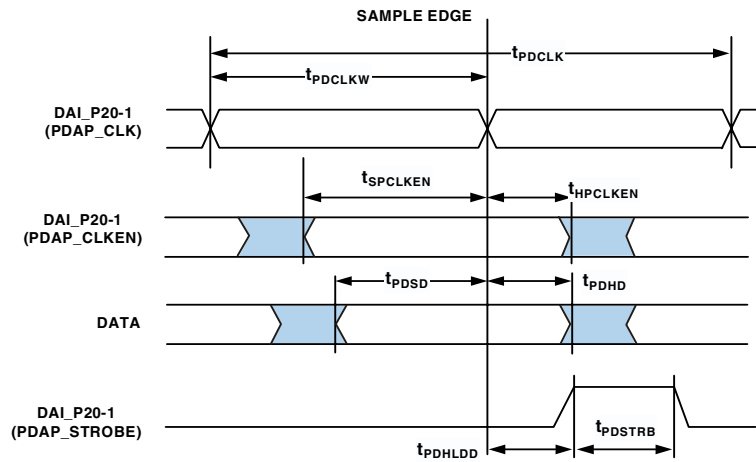 SAMPLE EDGE
tPDCLK
tPDCLKW
DAI_P20-1
(PDAP_CLK)
tSPCLKEN
tHPCLKEN
DAI_P20-1
(PDAP_CLKEN)
tPDSD
tPDHD
DATA
DAI_P20-1
(PDAP_STROBE)
tPDHLDD
tPDSTRB